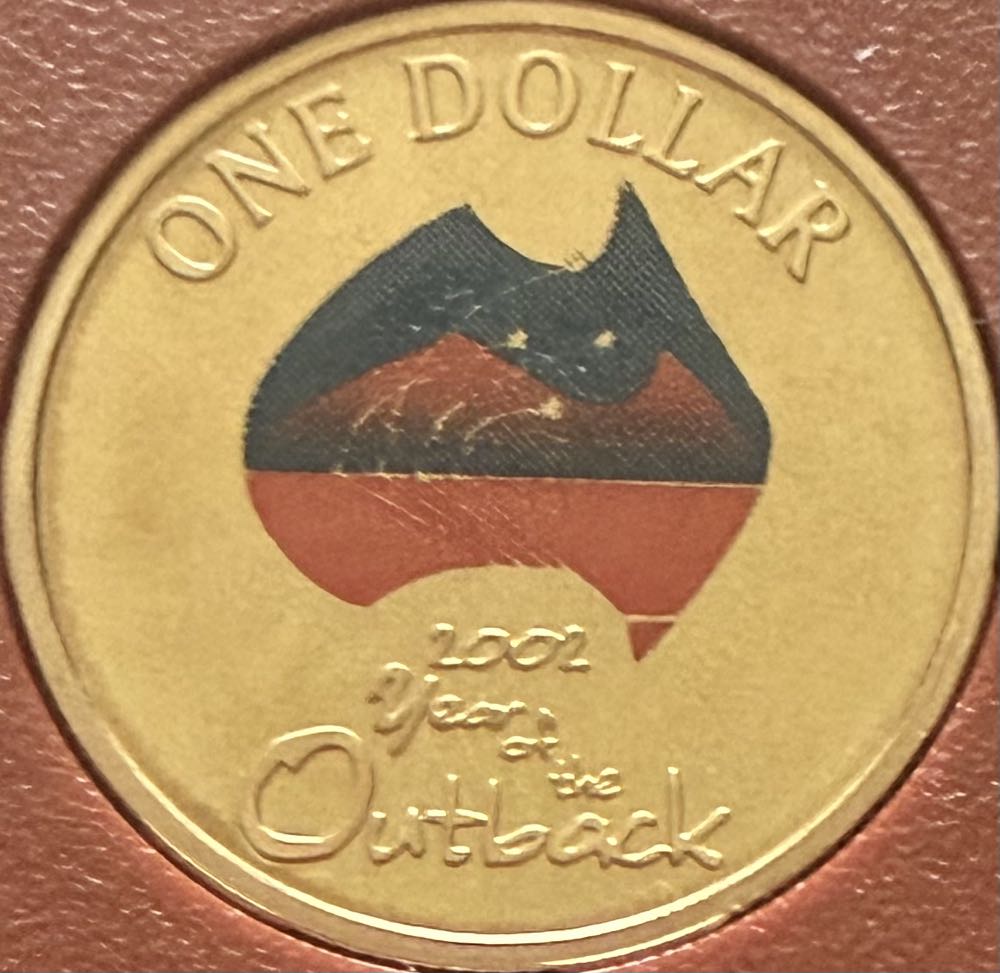 ONE DOLLAR
2002
Year
of
the
Outback